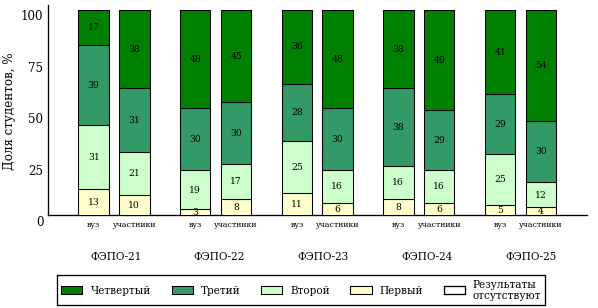 Доля студентов, %
100
75
50
25
0
17 38 48 45 36 48 38 49 41 54
39 31 30 30 28 30 38 29 29 30
31 21 19 17 25 16 16 16 25 12
13 10 3 8 11 6 8 6 5 4
вуз участники вуз участники вуз участники вуз участники вуз участники
ФЭПО-21 ФЭПО-22 ФЭПО-23 ФЭПО-24 ФЭПО-25
Четвертый Третий Второй Первый Результаты
отсутствуют